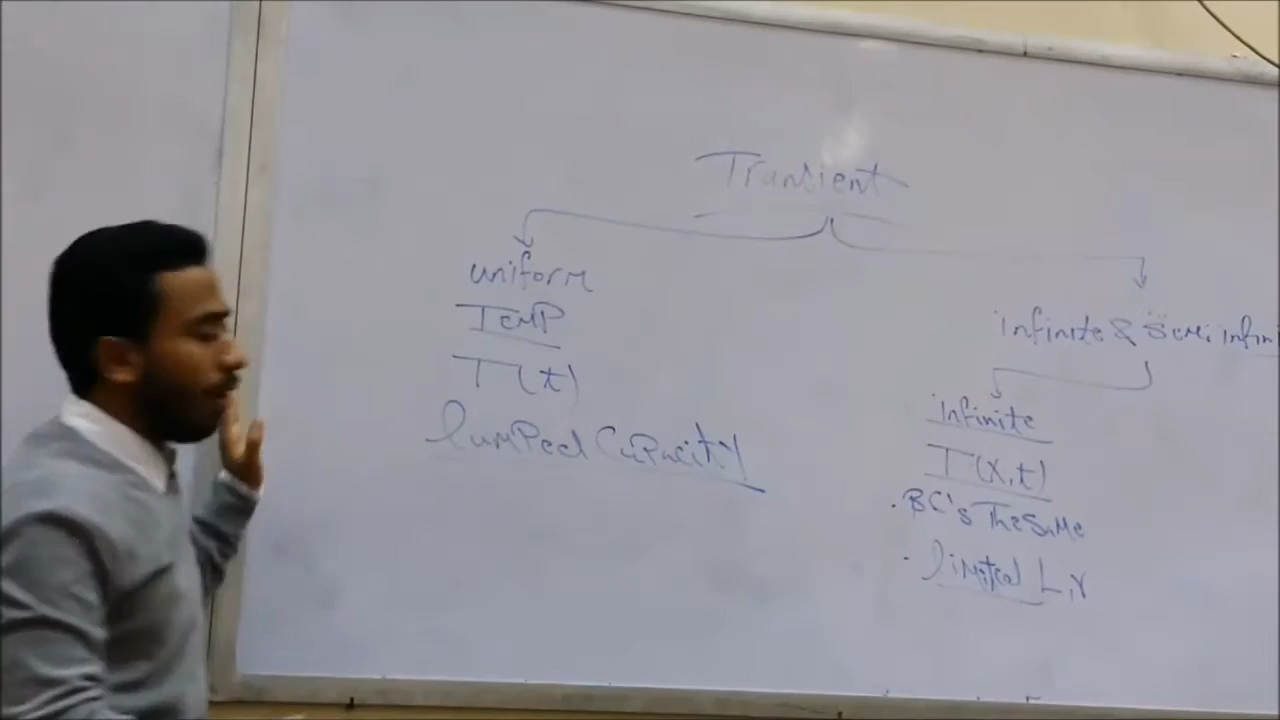 Transient
uniform
Temp
T(t)
lumped Capacity
infinite & Semi infin
infinite
T(x,t)
. BC's The Same
. limited L,r